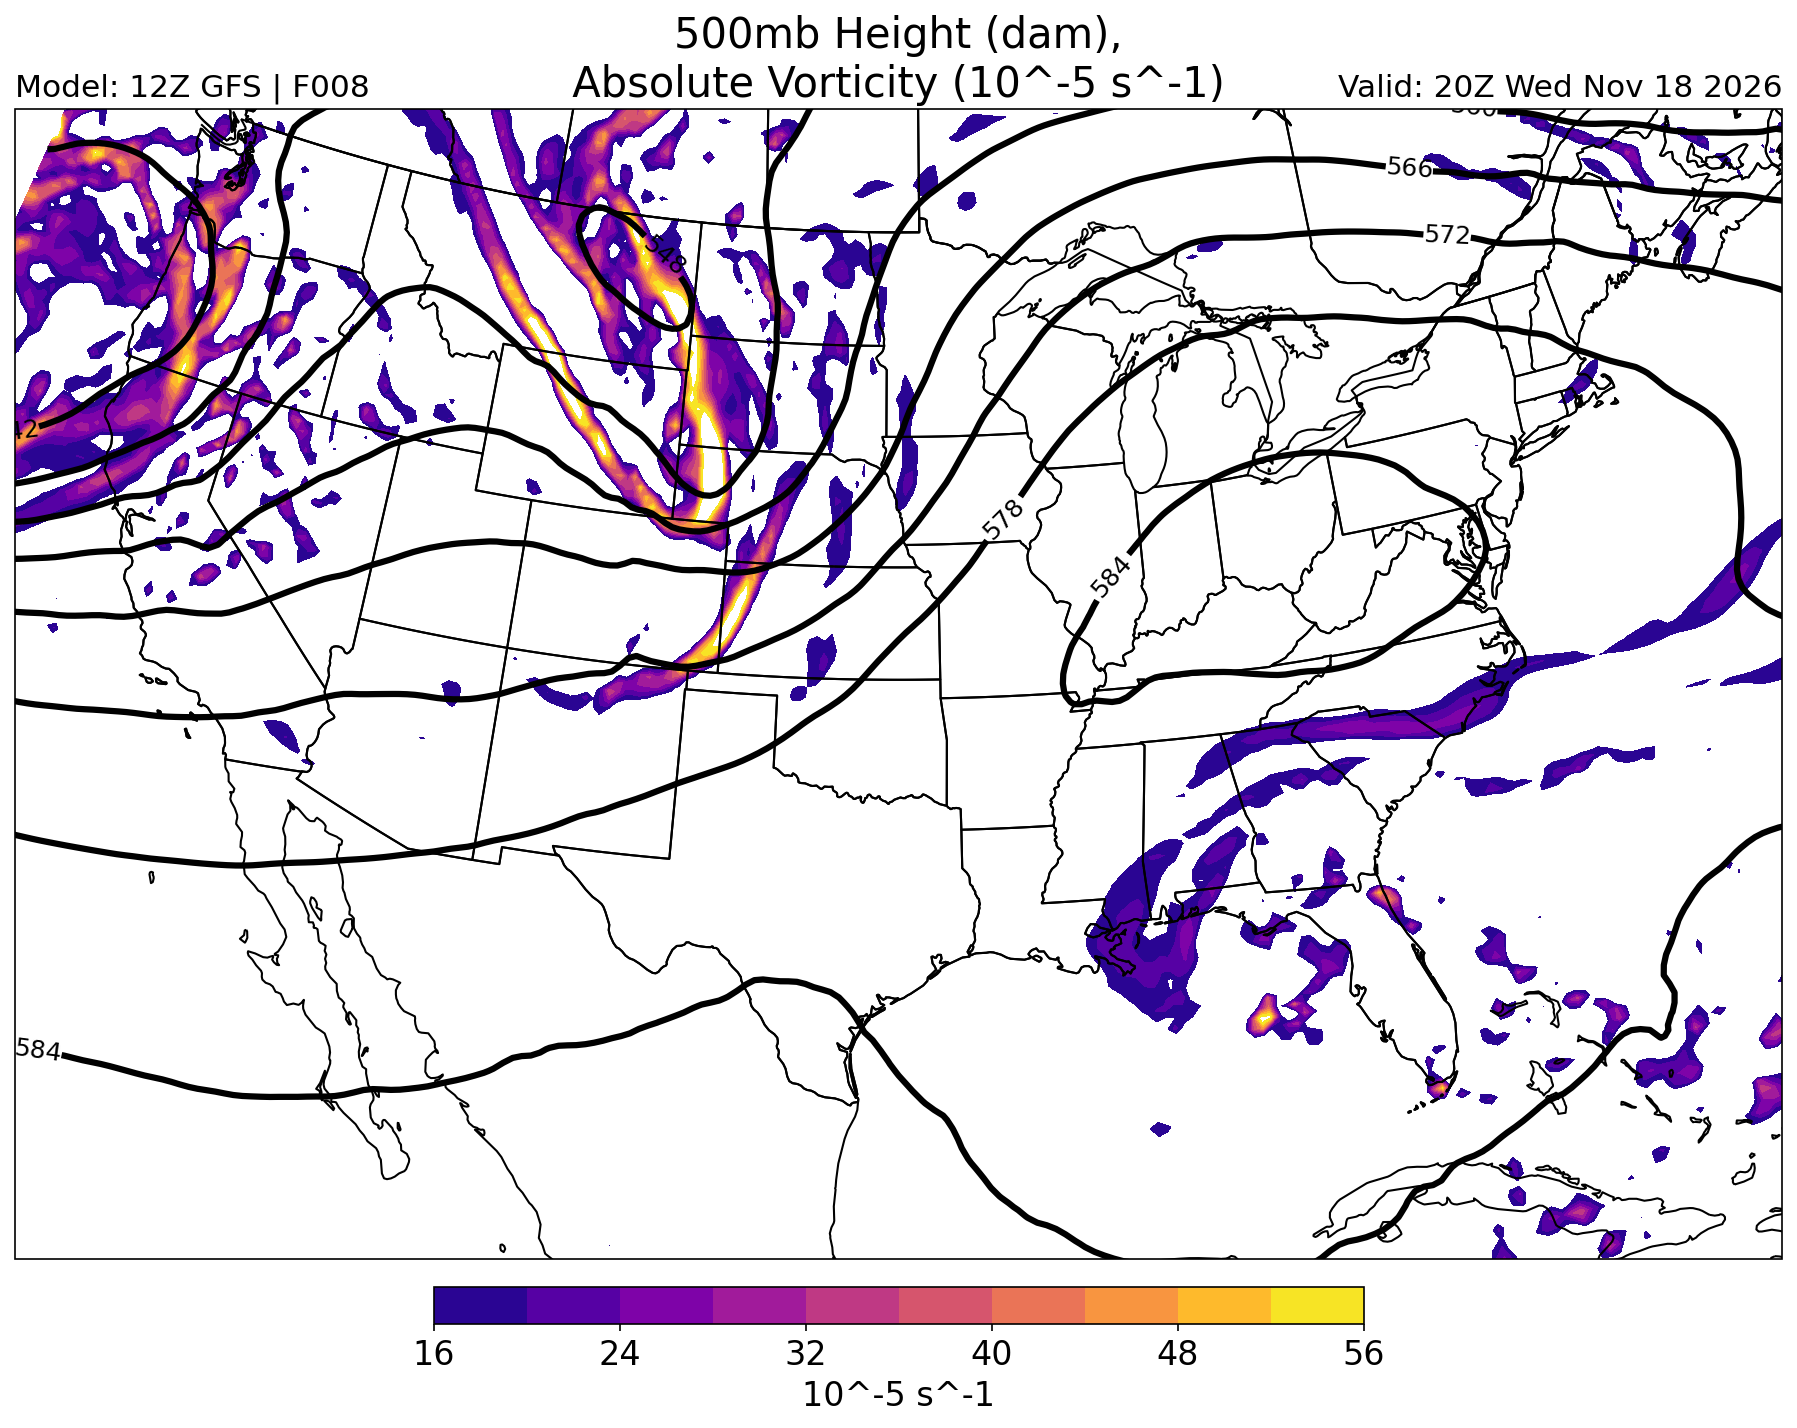 500mb Height (dam),
Absolute Vorticity (10^-5 s^-1)
Model: 12Z GFS | F008
Valid: 20Z Wed Nov 18 2026
566
572
548
578
584
584
16 24 32 40 48 56
10^-5 s^-1